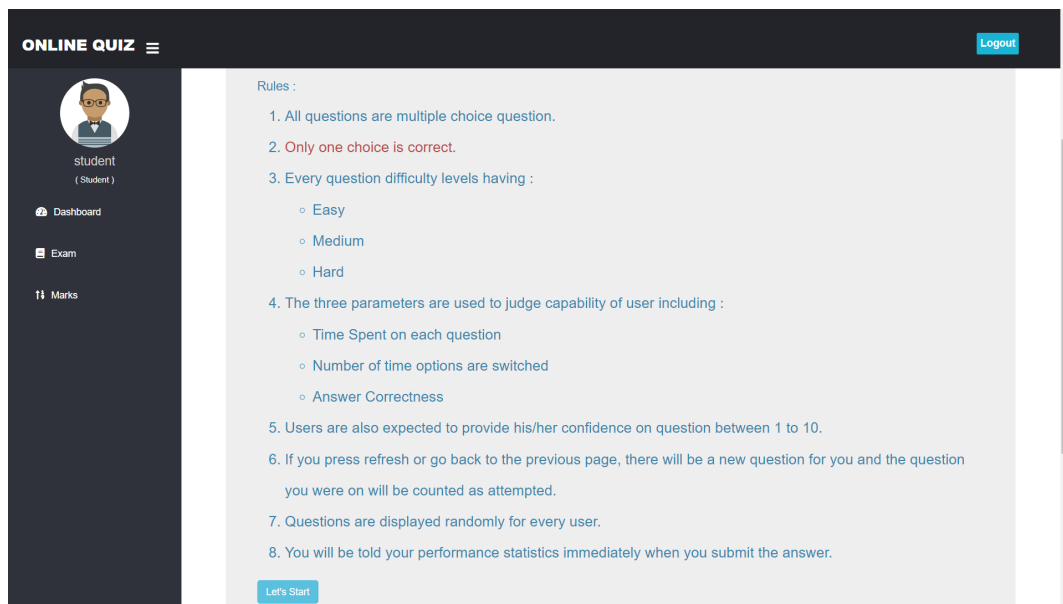 ONLINE QUIZ
Logout
student
( Student )
Dashboard
Exam
Marks
Rules :
1. All questions are multiple choice question.
2. Only one choice is correct.
3. Every question difficulty levels having :
◦ Easy
◦ Medium
◦ Hard
4. The three parameters are used to judge capability of user including :
◦ Time Spent on each question
◦ Number of time options are switched
◦ Answer Correctness
5. Users are also expected to provide his/her confidence on question between 1 to 10.
6. If you press refresh or go back to the previous page, there will be a new question for you and the question
you were on will be counted as attempted.
7. Questions are displayed randomly for every user.
8. You will be told your performance statistics immediately when you submit the answer.
Let's Start